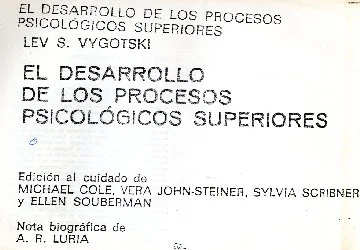 EL DESARROLLO DE LOS PROCESOS
PSICOLÓGICOS SUPERIORES
LEV S. VYGOTSKI
EL DESARROLLO
DE LOS PROCESOS
PSICOLÓGICOS SUPERIORES
Edición al cuidado de
MICHAEL COLE, VERA JOHN-STEINER, SYLVIA SCRIBNER
y ELLEN SOUBERMAN
Nota biográfica de
A. R. LURIA